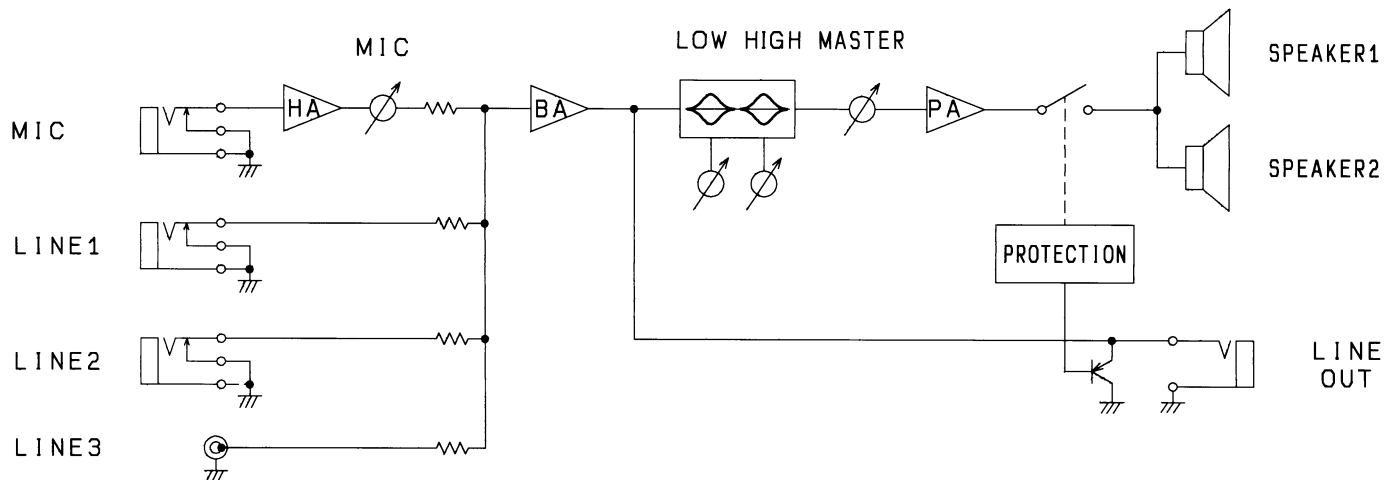 MIC
LOW HIGH MASTER
SPEAKER1
HA
BA
PA
MIC
SPEAKER2
LINE1
PROTECTION
LINE2
LINE
OUT
LINE3